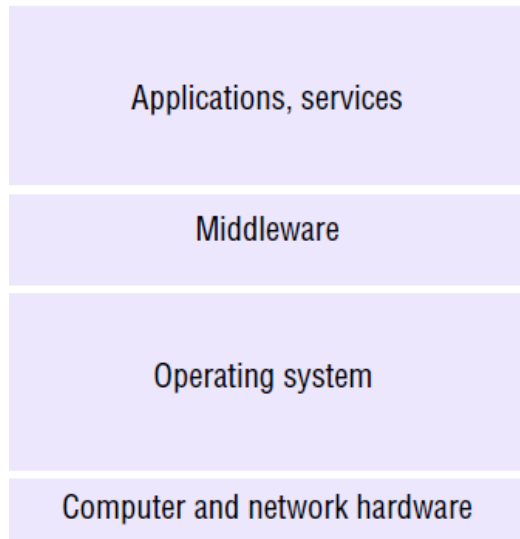 Applications, services
Middleware
Operating system
Computer and network hardware